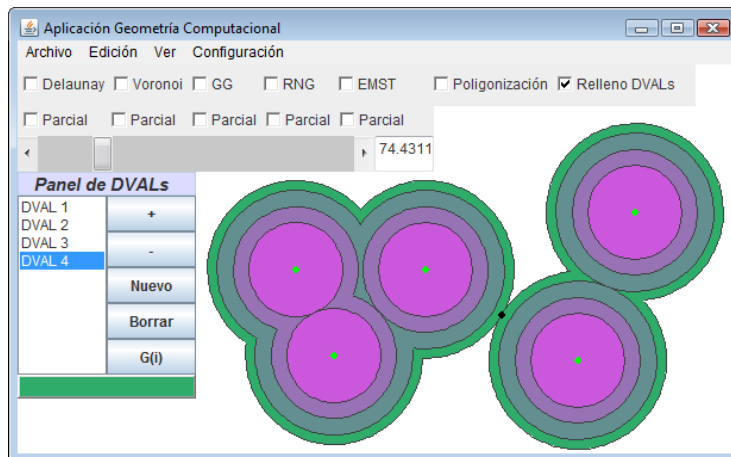 Aplicación Geometría Computacional
Archivo Edición Ver Configuración
Delaunay Voronoi GG RNG EMST Poligonización Relleno DVALs
Parcial Parcial Parcial Parcial Parcial
74.4311
Panel de DVALs
DVAL 1
+
DVAL 2
DVAL 3
-
DVAL 4
Nuevo
Borrar
G(i)